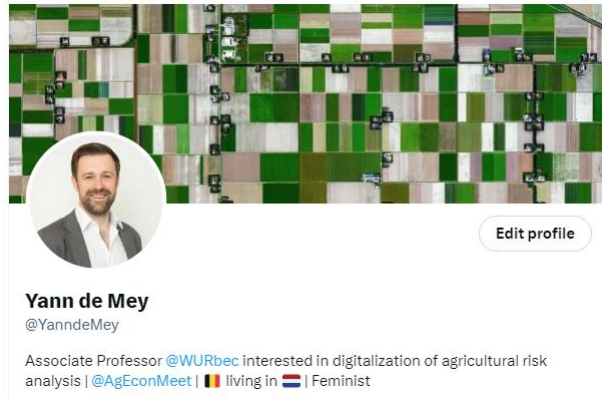 Edit profile
Yann de Mey
@YanndeMey
Associate Professor @WURbec interested in digitalization of agricultural risk
analysis | @AgEconMeet | 🇧🇪 living in 🇳🇱 | Feminist